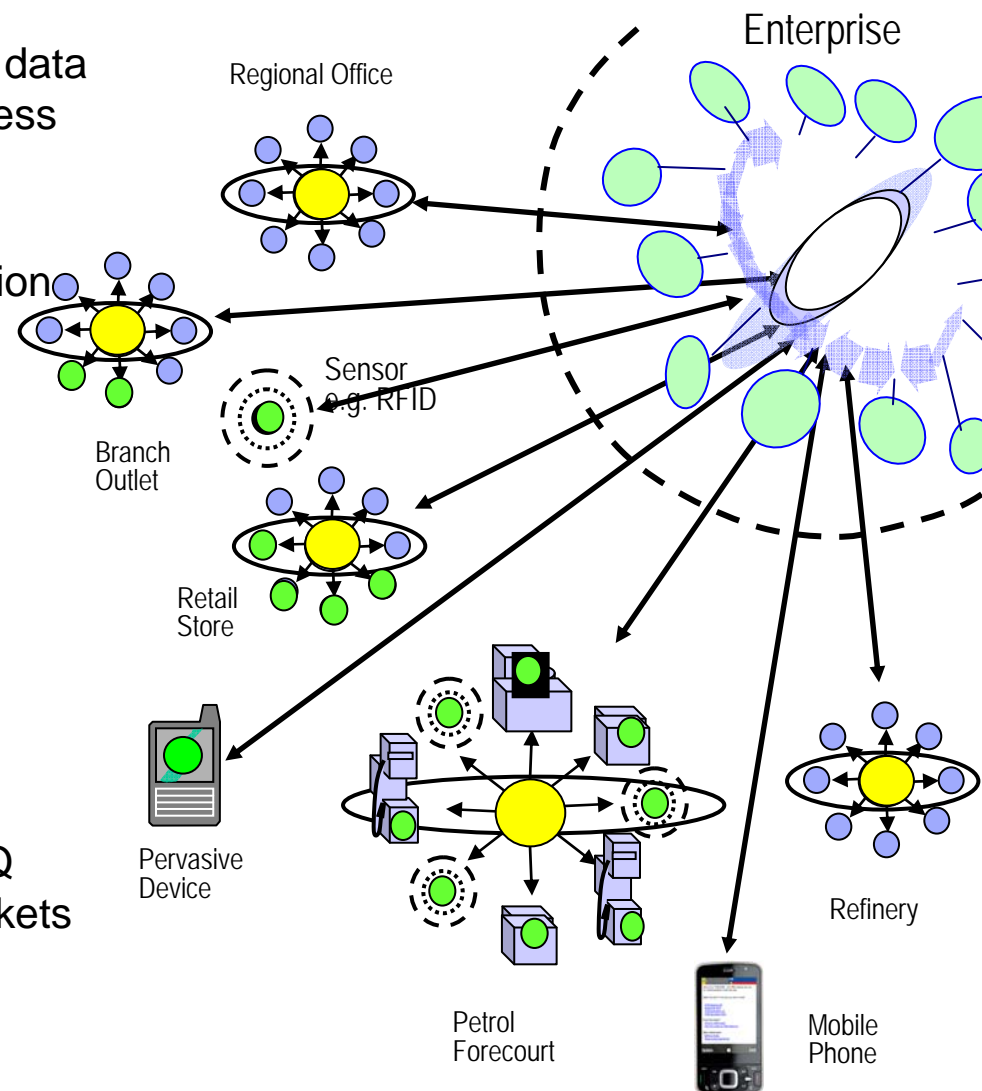 Enterprise
data
Regional Office
ess
ion
Sensor
e.g. RFID
Branch
Outlet
Retail
Store
Pervasive
Device
Q
kets
Refinery
Petrol
Forecourt
Mobile
Phone